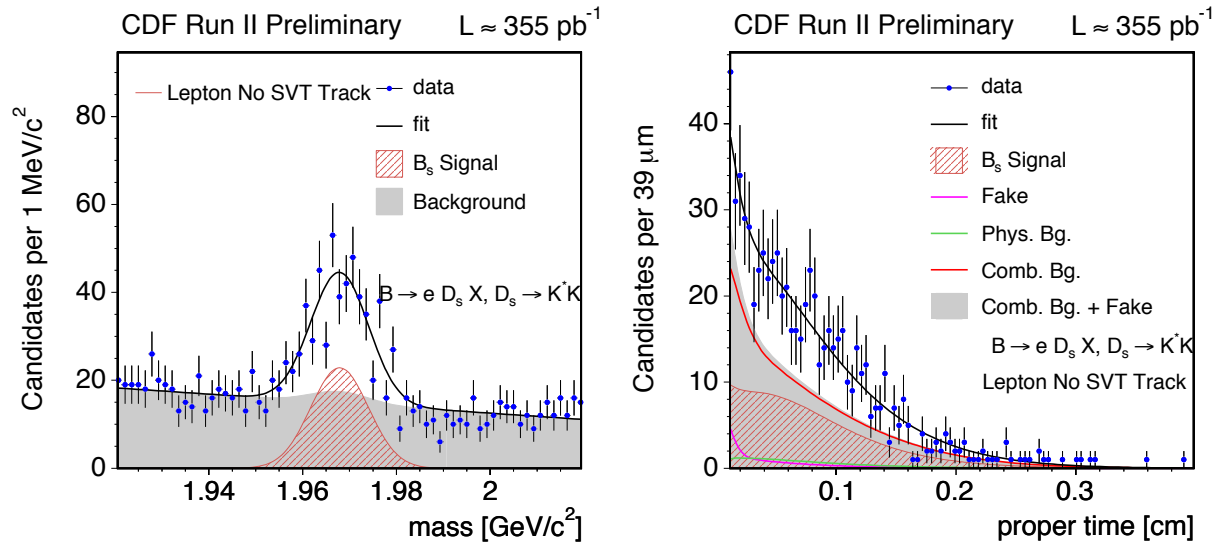 CDF Run II Preliminary L ≈ 355 pb⁻¹
Candidates per 1 MeV/c²
80
60
40
20
0
Lepton No SVT Track
data
fit
Bₛ Signal
Background
B → e Dₛ X, Dₛ → K*K
1.94 1.96 1.98 2
mass [GeV/c²]
CDF Run II Preliminary L ≈ 355 pb⁻¹
Candidates per 39 μm
40
30
20
10
0
data
fit
Bₛ Signal
Fake
Phys. Bg.
Comb. Bg.
Comb. Bg. + Fake
B → e Dₛ X, Dₛ → K*K
Lepton No SVT Track
0.1 0.2 0.3
proper time [cm]